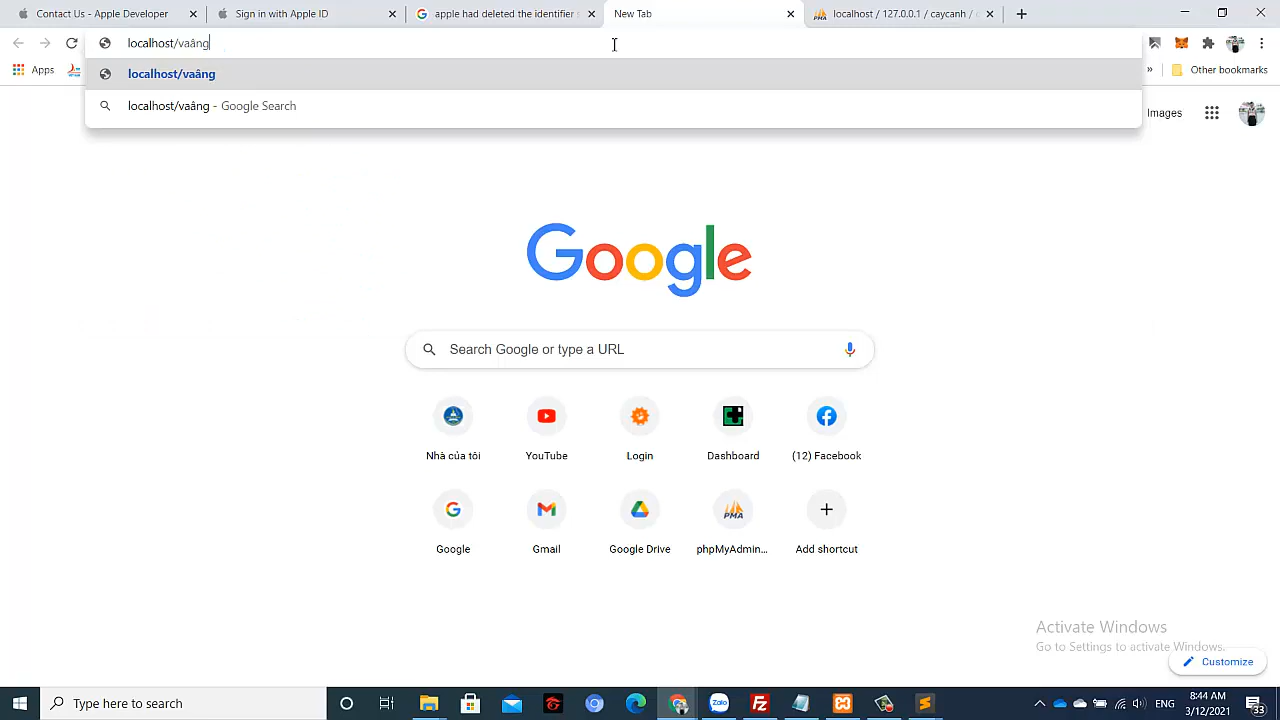 Contact Us - Apple Developer
Sign in with Apple ID
apple had deleted the identifier
New Tab
localhost / 127.0.0.1 / caycanh /
localhost/vaâng
Apps
» Other bookmarks
localhost/vaâng
localhost/vaâng - Google Search
Images
Google
Search Google or type a URL
Nhà của tôi
YouTube
Login
Dashboard
(12) Facebook
Google
Gmail
Google Drive
PMA
phpMyAdmin...
Add shortcut
Activate Windows
Go to Settings to activate Windows.
Customize
Type here to search
Zalo
ENG
8:44 AM
3/12/2021
33